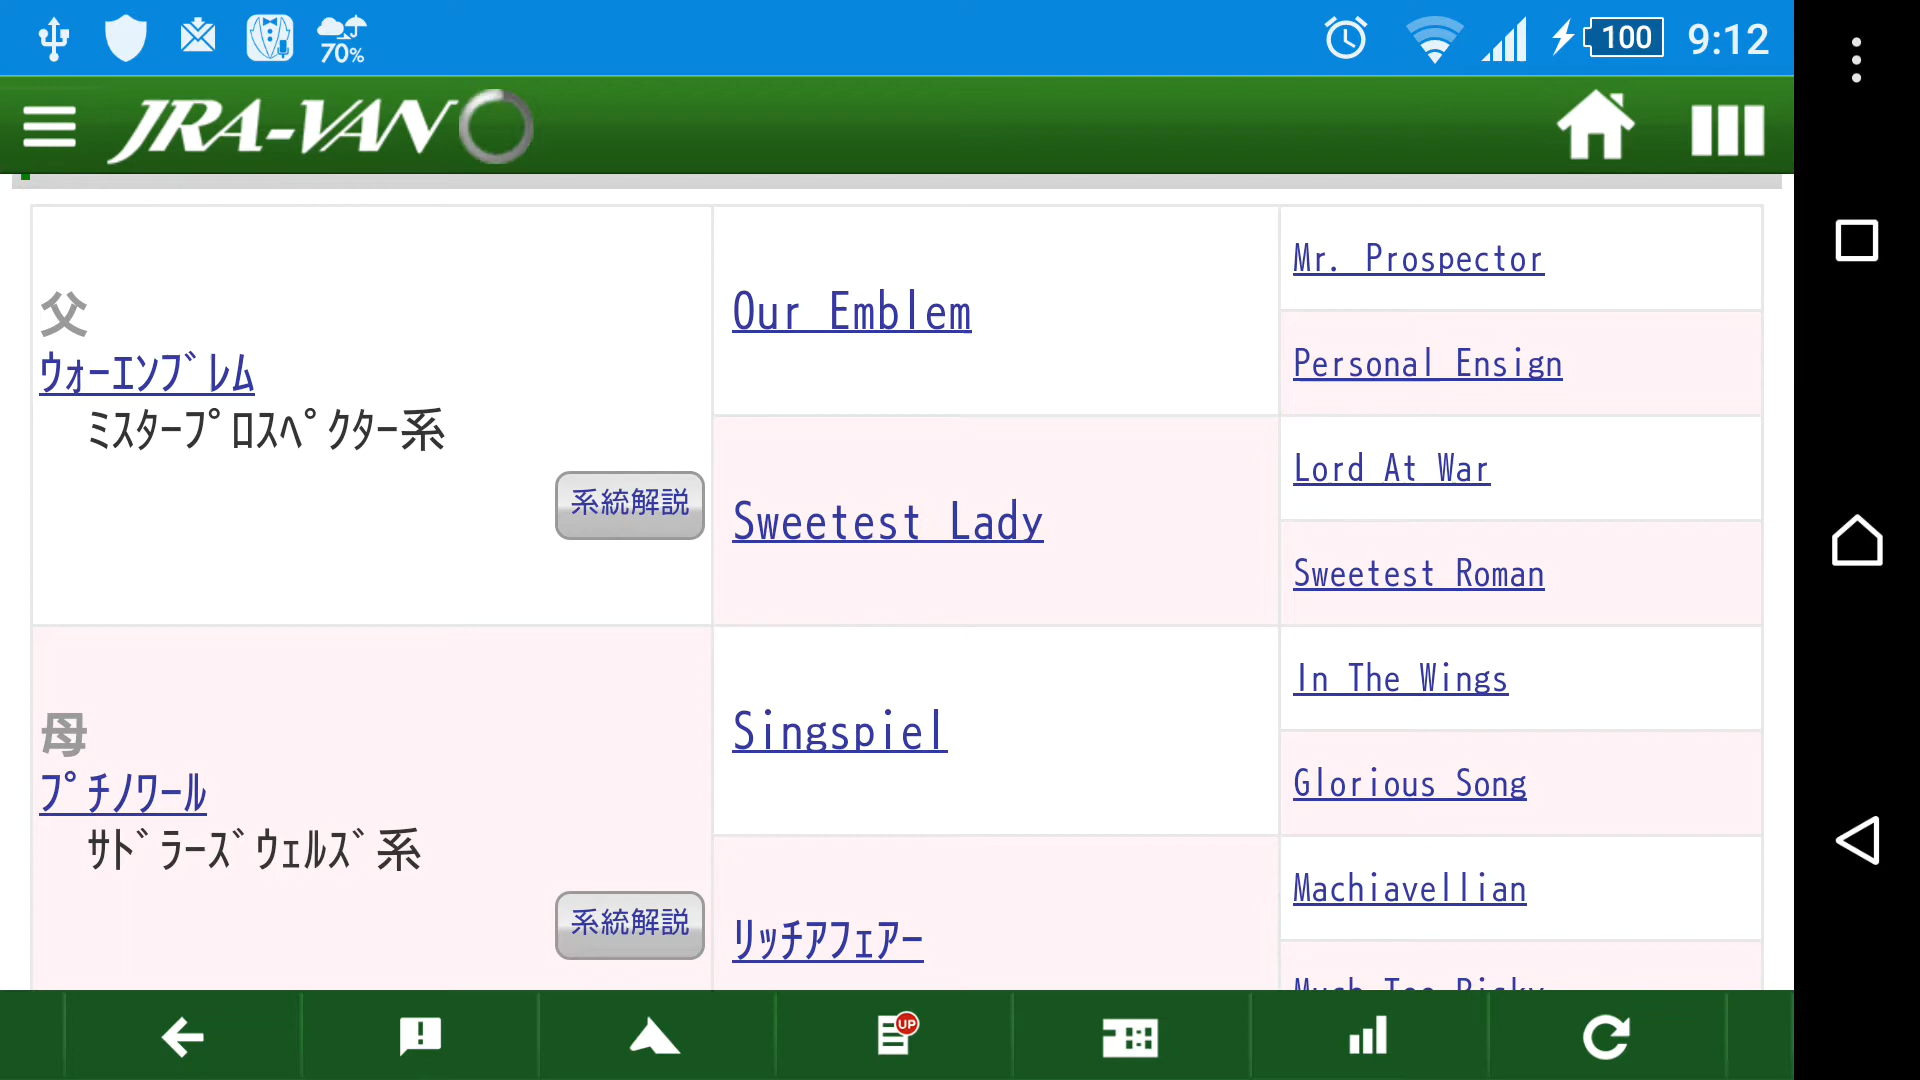 70%
100
9:12
JRA-VAN
父
ｳｫｰｴﾝﾌﾞﾚﾑ
ﾐｽﾀｰﾌﾟﾛｽﾍﾟｸﾀｰ系
系統解説
Our Emblem
Sweetest Lady
Mr. Prospector
Personal Ensign
Lord At War
Sweetest Roman
母
ﾌﾟﾁﾉﾜｰﾙ
ｻﾄﾞﾗｰｽﾞｳｪﾙｽﾞ系
系統解説
Singspiel
ﾘｯﾁｱﾌｪｱｰ
In The Wings
Glorious Song
Machiavellian
Much Too Risky
UP